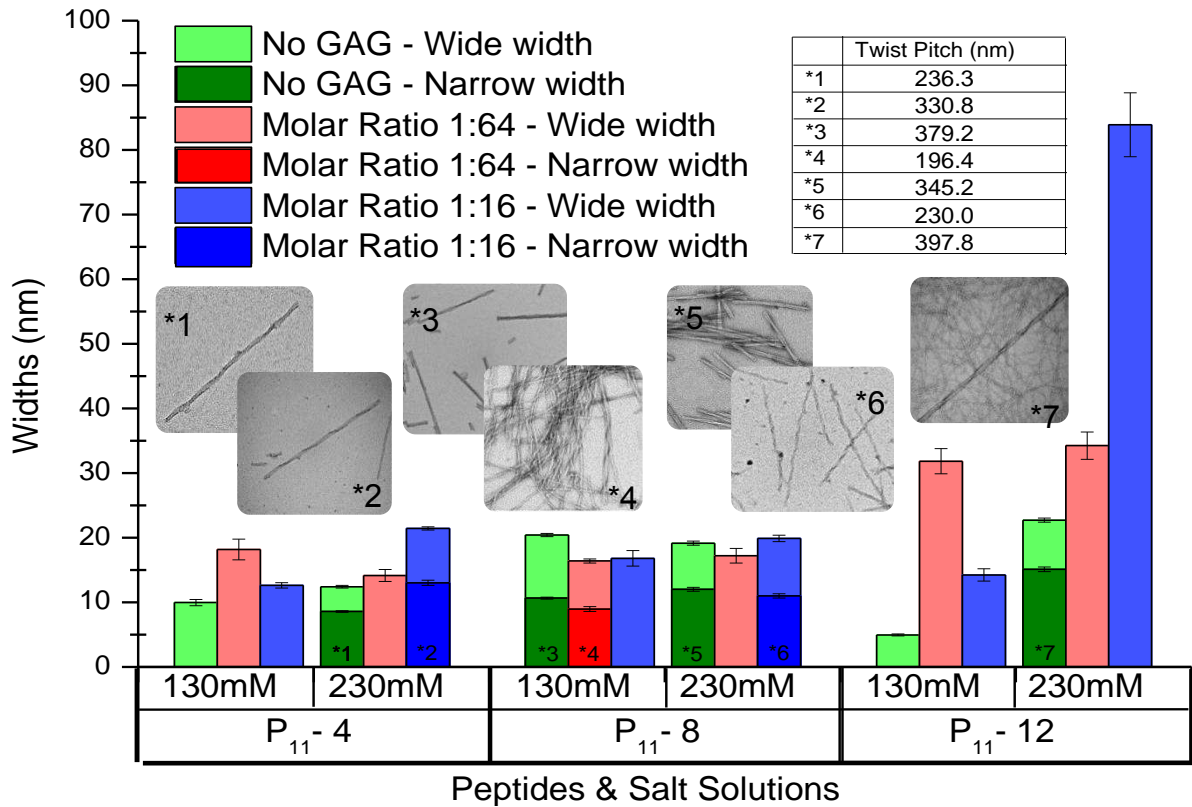 100
90
80
70
60
50
40
30
20
10
0
Widths (nm)
No GAG - Wide width
No GAG - Narrow width
Molar Ratio 1:64 - Wide width
Molar Ratio 1:64 - Narrow width
Molar Ratio 1:16 - Wide width
Molar Ratio 1:16 - Narrow width
Twist Pitch (nm)
*1 236.3
*2 330.8
*3 379.2
*4 196.4
*5 345.2
*6 230.0
*7 397.8
*1
*2
*3
*4
*5
*6
*7
*1 *2 *3 *4 *5 *6 *7
130mM 230mM 130mM 230mM 130mM 230mM
P11- 4 P11- 8 P11- 12
Peptides & Salt Solutions